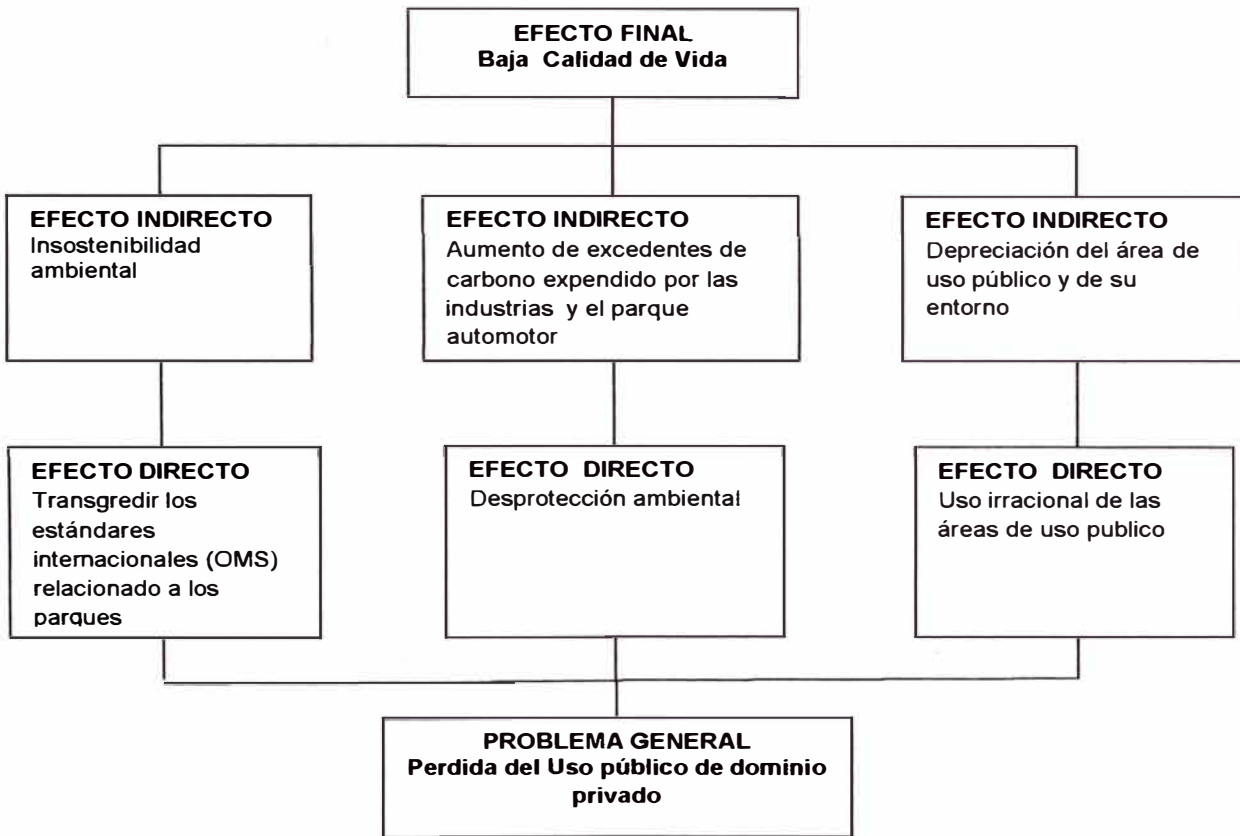 EFECTO FINAL
Baja Calidad de Vida
EFECTO INDIRECTO
Insostenibilidad
ambiental
EFECTO INDIRECTO
Aumento de excedentes de
carbono expendido por las
industrias y el parque
automotor
EFECTO INDIRECTO
Depreciación del área de
uso público y de su
entorno
EFECTO DIRECTO
Transgredir los
estándares
internacionales (OMS)
relacionado a los
parques
EFECTO DIRECTO
Desprotección ambiental
EFECTO DIRECTO
Uso irracional de las
áreas de uso publico
PROBLEMA GENERAL
Perdida del Uso público de dominio
privado